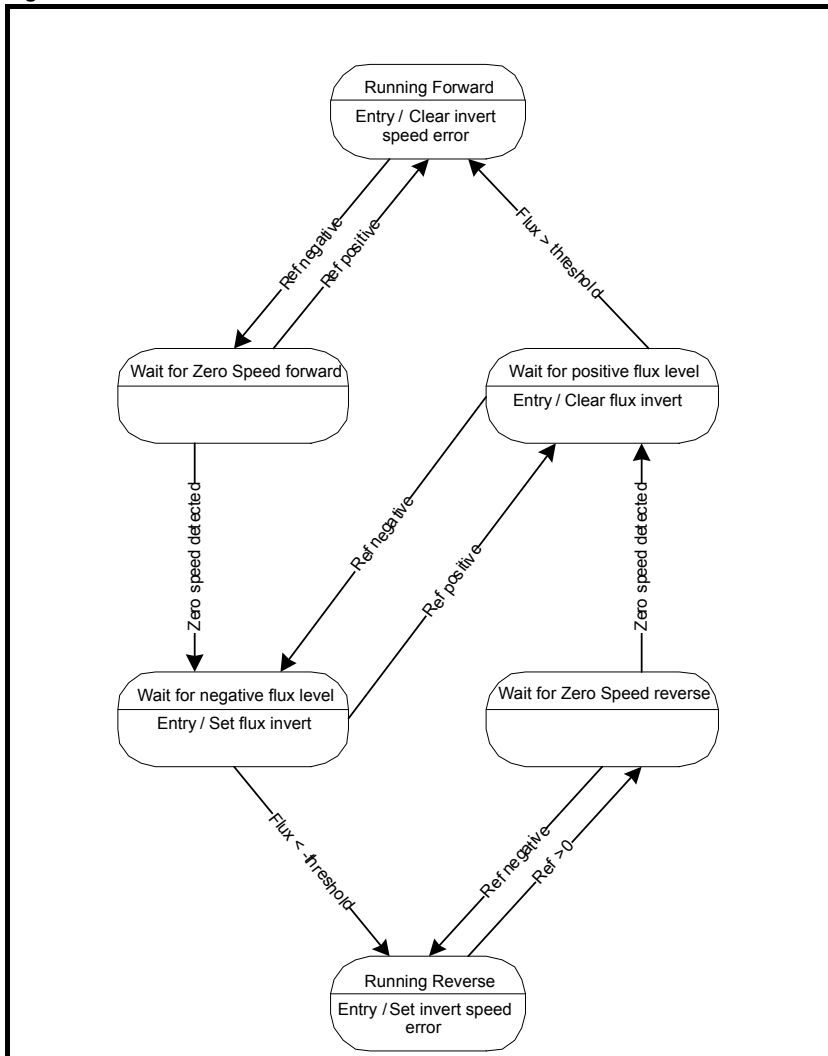 Running Forward
Entry / Clear invert
speed error
Ref negative
Ref positive
Flux > threshold
Wait for Zero Speed forward
Wait for positive flux level
Entry / Clear flux invert
Zero speed detected
Ref negative
Ref positive
Zero speed detected
Wait for negative flux level
Entry / Set flux invert
Wait for Zero Speed reverse
Flux < -threshold
Ref negative
Ref >0
Running Reverse
Entry / Set invert speed
error